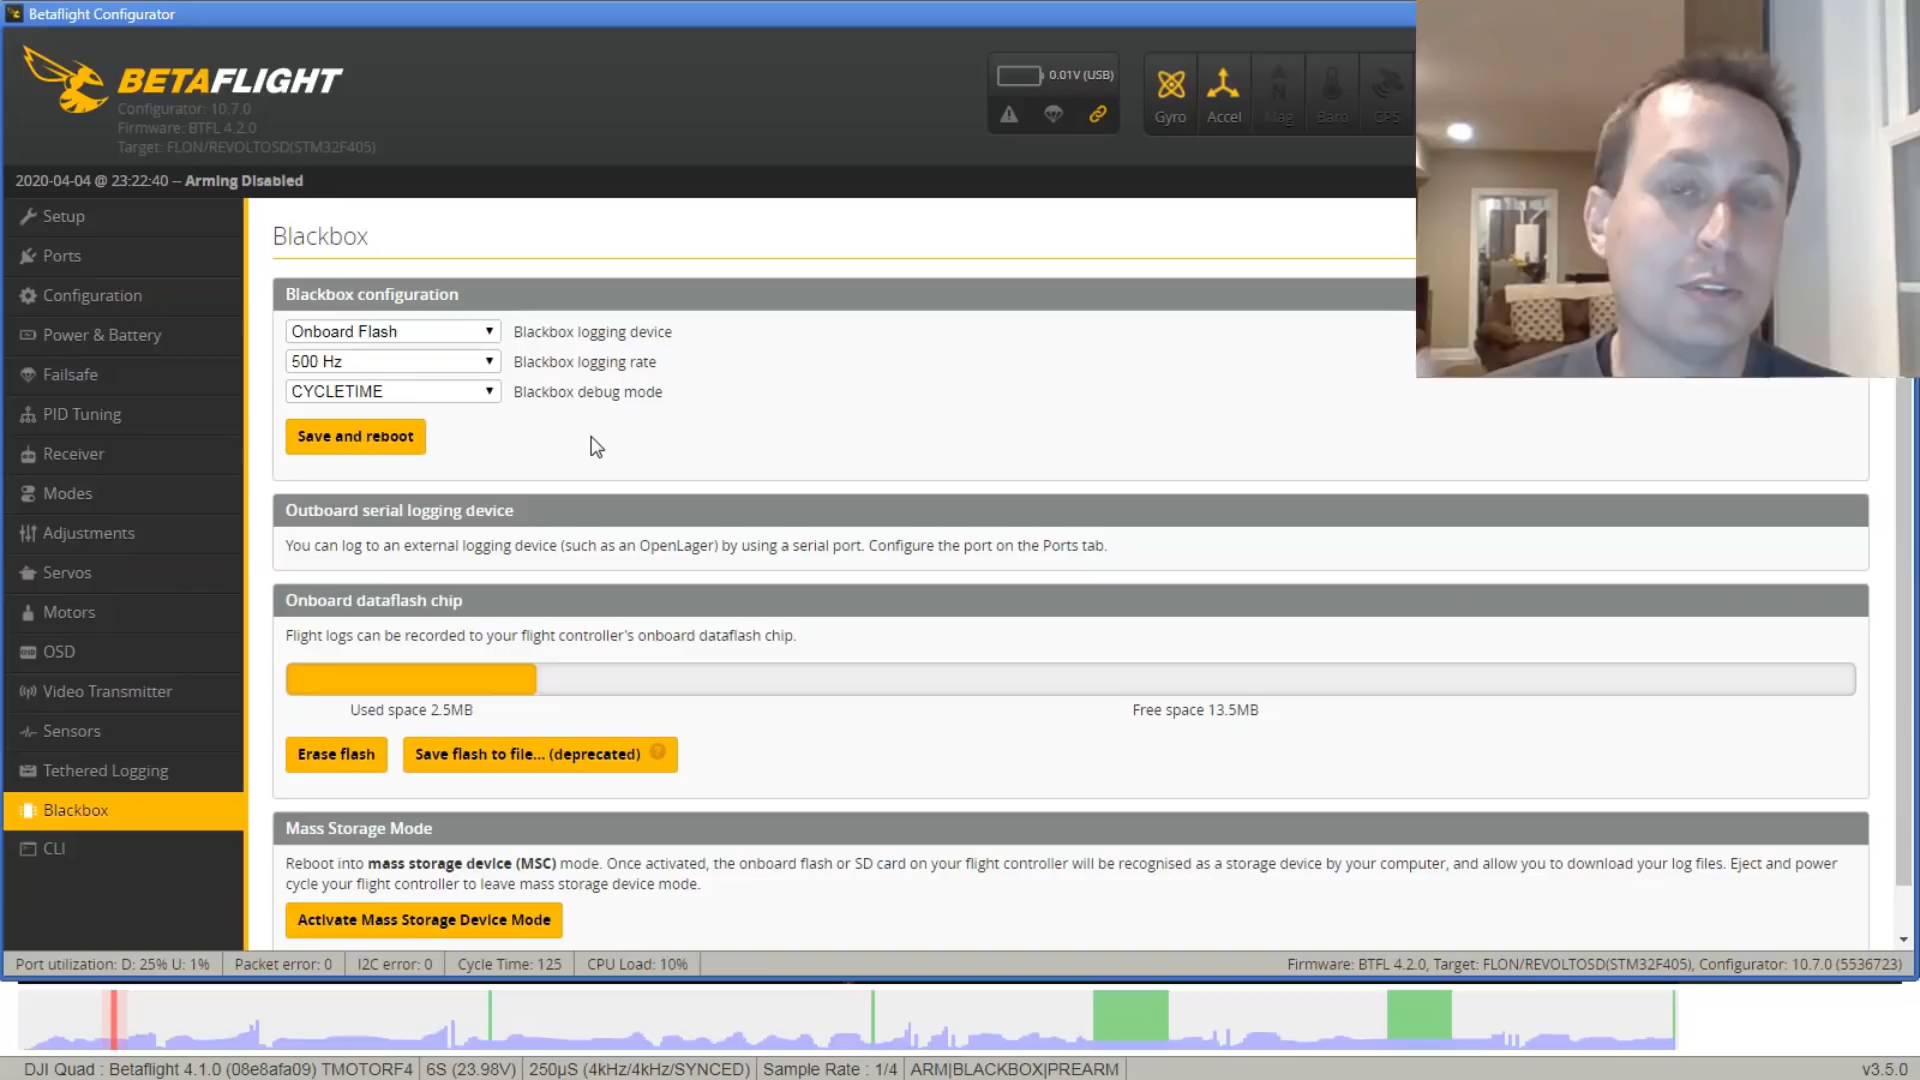 Betaflight Configurator
BETAFLIGHT
Configurator: 10.7.0
Firmware: BTFL 4.2.0
Target: FLON/REVOLTOSD(STM32F405)
0.01V (USB)
Gyro
Accel
Mag
Baro
GPS
2020-04-04 @ 23:22:40 -- Arming Disabled
Setup
Ports
Configuration
Power & Battery
Failsafe
PID Tuning
Receiver
Modes
Adjustments
Servos
Motors
OSD
Video Transmitter
Sensors
Tethered Logging
Blackbox
CLI
Blackbox
Blackbox configuration
Onboard Flash Blackbox logging device
500 Hz Blackbox logging rate
CYCLETIME Blackbox debug mode
Save and reboot
Outboard serial logging device
You can log to an external logging device (such as an OpenLager) by using a serial port. Configure the port on the Ports tab.
Onboard dataflash chip
Flight logs can be recorded to your flight controller's onboard dataflash chip.
Used space 2.5MB
Free space 13.5MB
Erase flash
Save flash to file... (deprecated) ?
Mass Storage Mode
Reboot into mass storage device (MSC) mode. Once activated, the onboard flash or SD card on your flight controller will be recognised as a storage device by your computer, and allow you to download your log files. Eject and power
cycle your flight controller to leave mass storage device mode.
Activate Mass Storage Device Mode
Port utilization: D: 25% U: 1%
Packet error: 0
I2C error: 0
Cycle Time: 125
CPU Load: 10%
Firmware: BTFL 4.2.0, Target: FLON/REVOLTOSD(STM32F405), Configurator: 10.7.0 (5536723)
DJI Quad : Betaflight 4.1.0 (08e8afa09) TMOTORF4
6S (23.98V)
250µS (4kHz/4kHz/SYNCED)
Sample Rate : 1/4
ARM|BLACKBOX|PREARM
v3.5.0